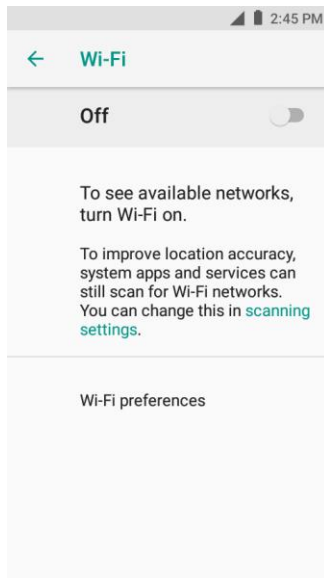 2:45 PM
Wi-Fi
Off
To see available networks,
turn Wi-Fi on.
To improve location accuracy,
system apps and services can
still scan for Wi-Fi networks.
You can change this in scanning
settings.
Wi-Fi preferences